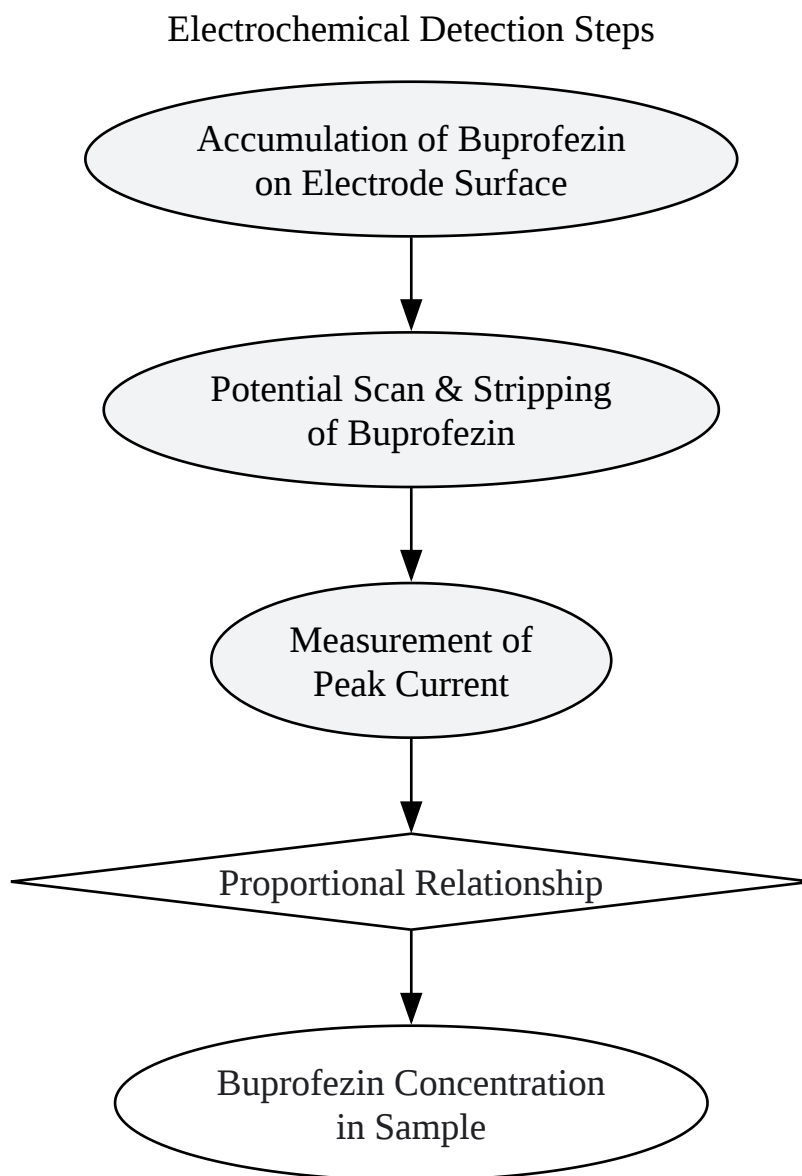 Electrochemical Detection Steps
Accumulation of Buprofezin
on Electrode Surface
Potential Scan & Stripping
of Buprofezin
Measurement of
Peak Current
Proportional Relationship
Buprofezin Concentration
in Sample